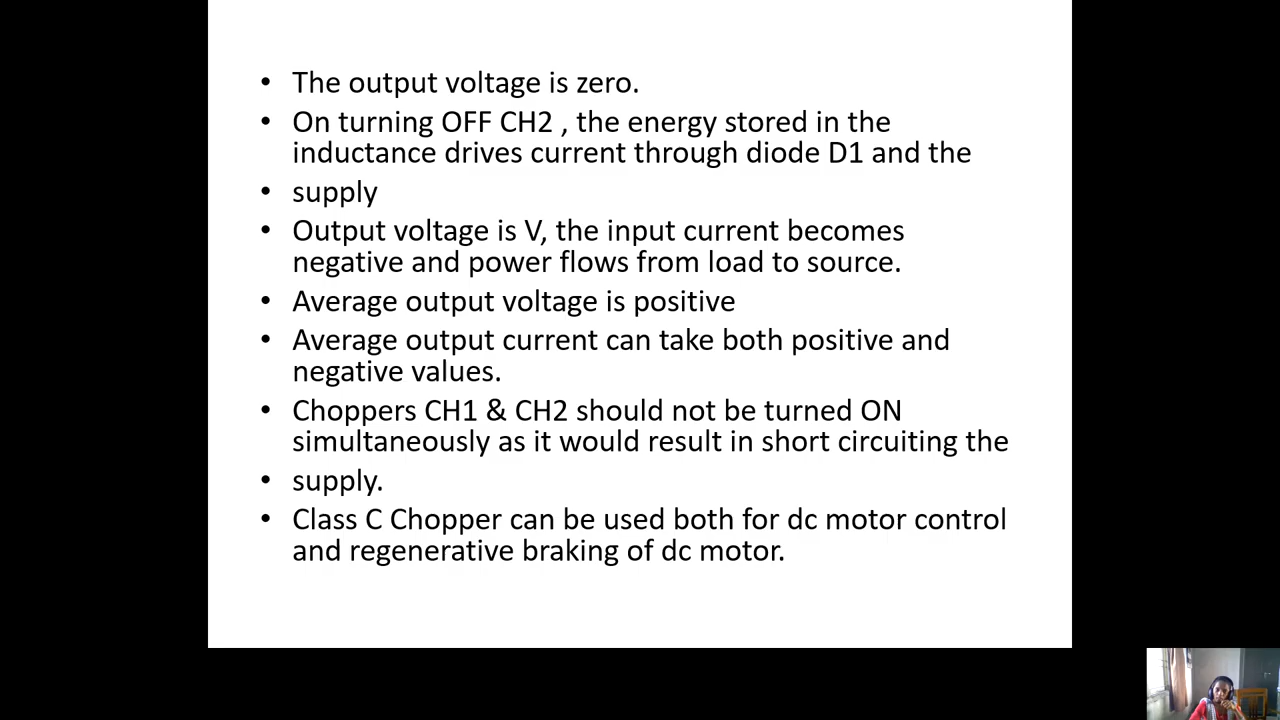 • The output voltage is zero.
• On turning OFF CH2 , the energy stored in the
inductance drives current through diode D1 and the
• supply
• Output voltage is V, the input current becomes
negative and power flows from load to source.
• Average output voltage is positive
• Average output current can take both positive and
negative values.
• Choppers CH1 & CH2 should not be turned ON
simultaneously as it would result in short circuiting the
• supply.
• Class C Chopper can be used both for dc motor control
and regenerative braking of dc motor.